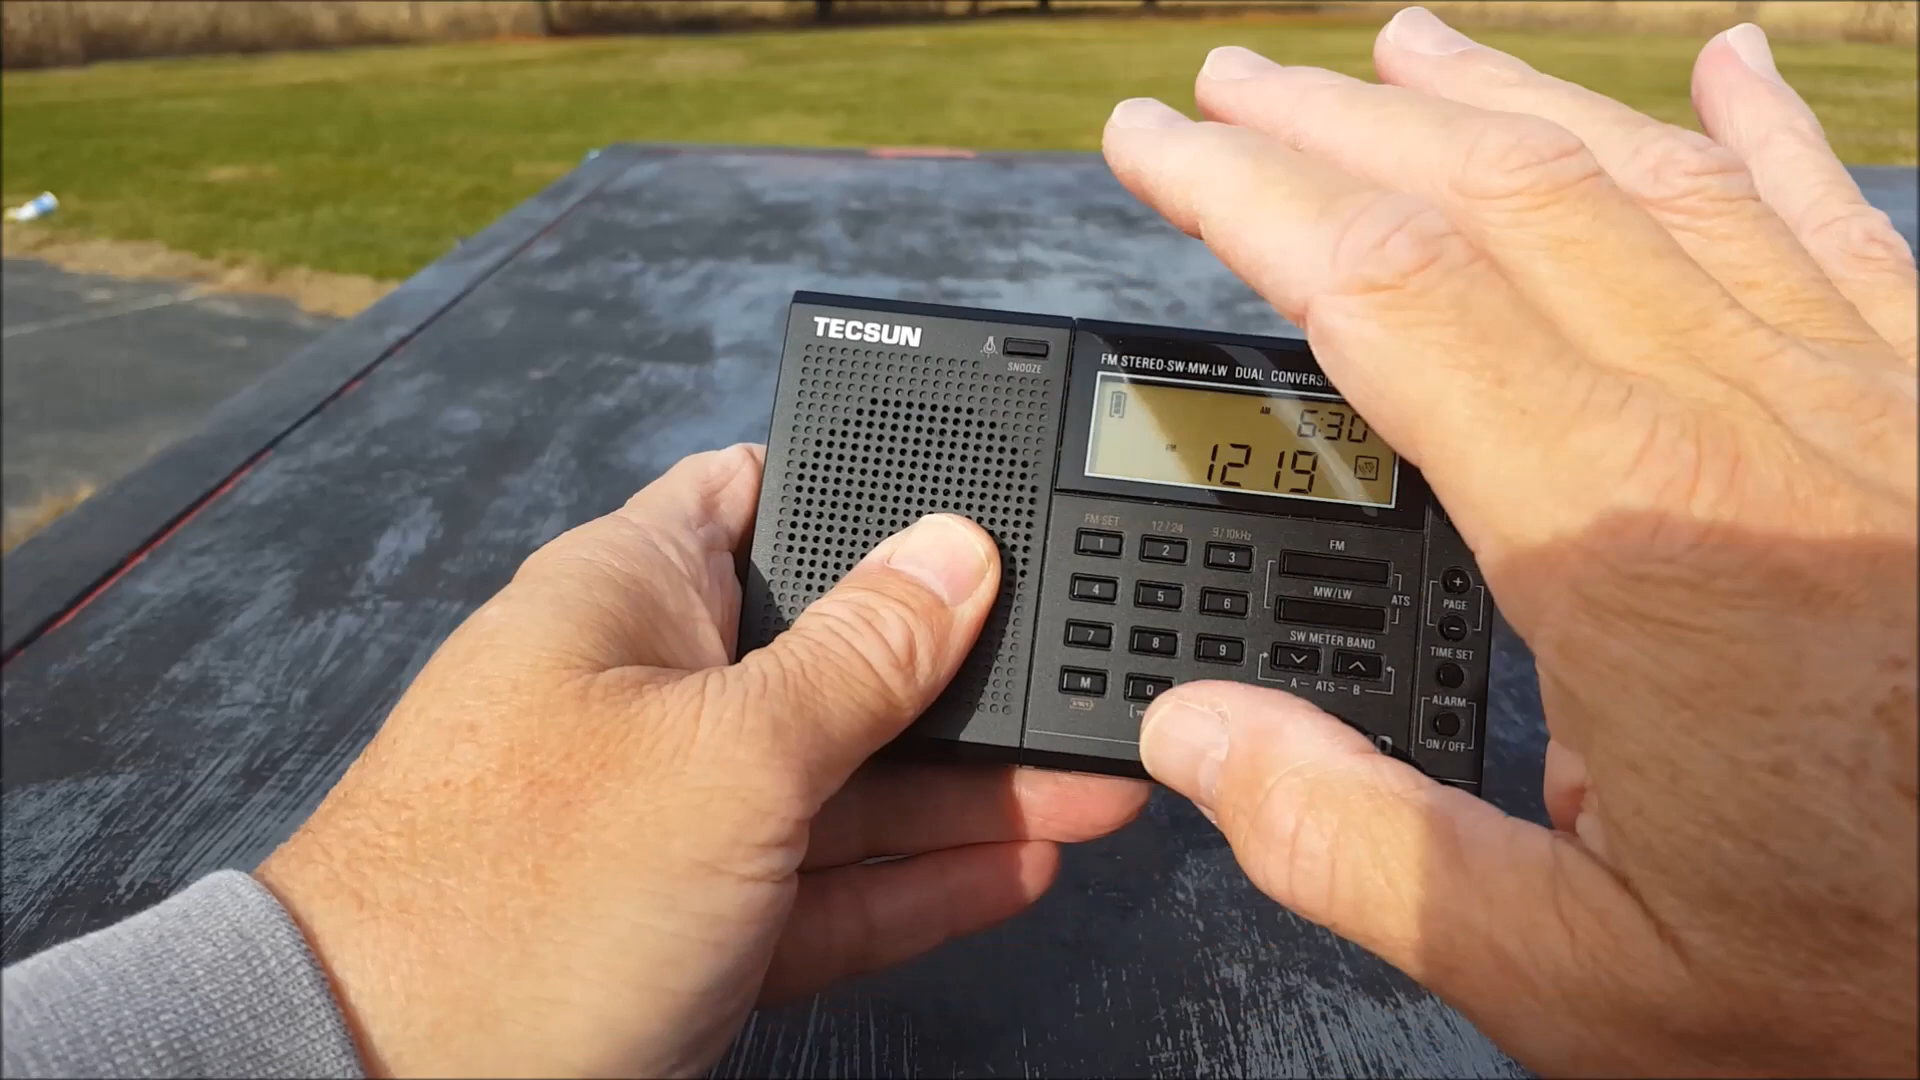 TECSUN
SNOOZE
FM STEREO·SW·MW·LW DUAL
AM 6:30
PM 1219
FM SET 12/24 9/10kHz
1 2 3
FM
4 5 6
MW/LW
ATS
7 8 9
SW METER BAND
M 0
A — ATS — B
+
PAGE
−
TIME SET
ALARM
ON/OFF